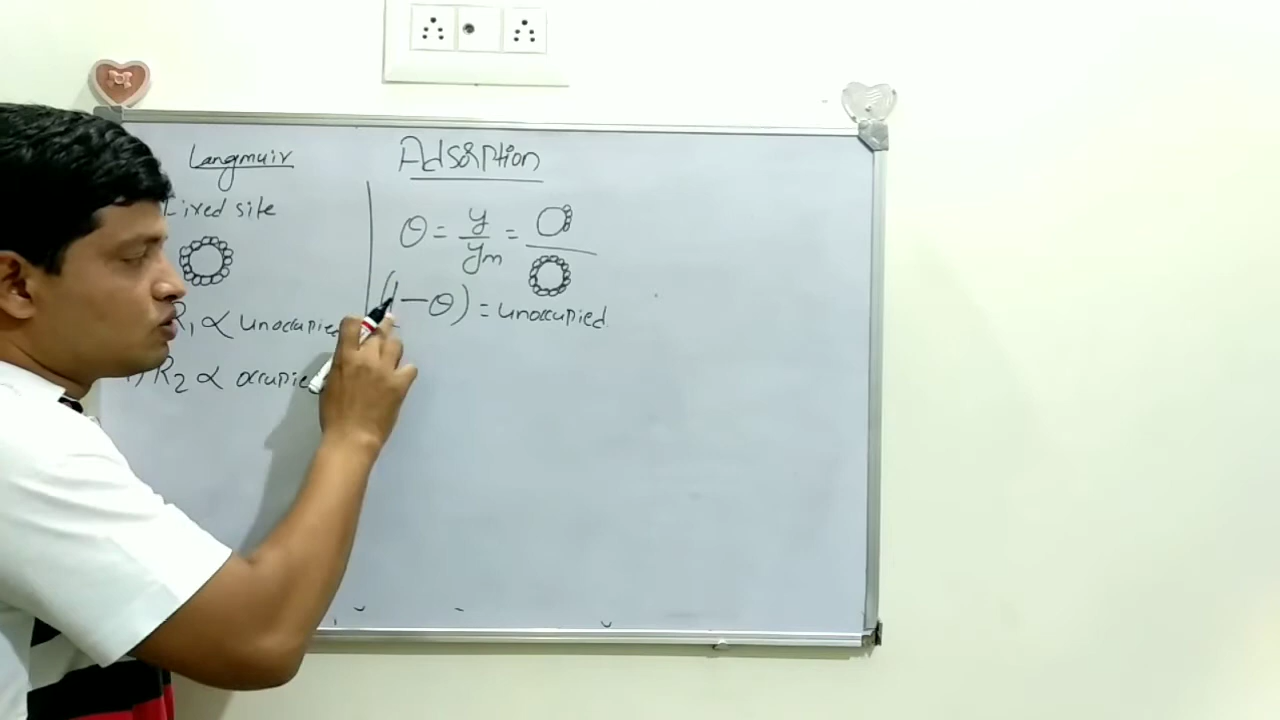 Langmuir
Fixed site
R₁ ∝ unoccupied
) R₂ ∝ occupied
Adsorption
θ = y/ym =
(1-θ) = unoccupied